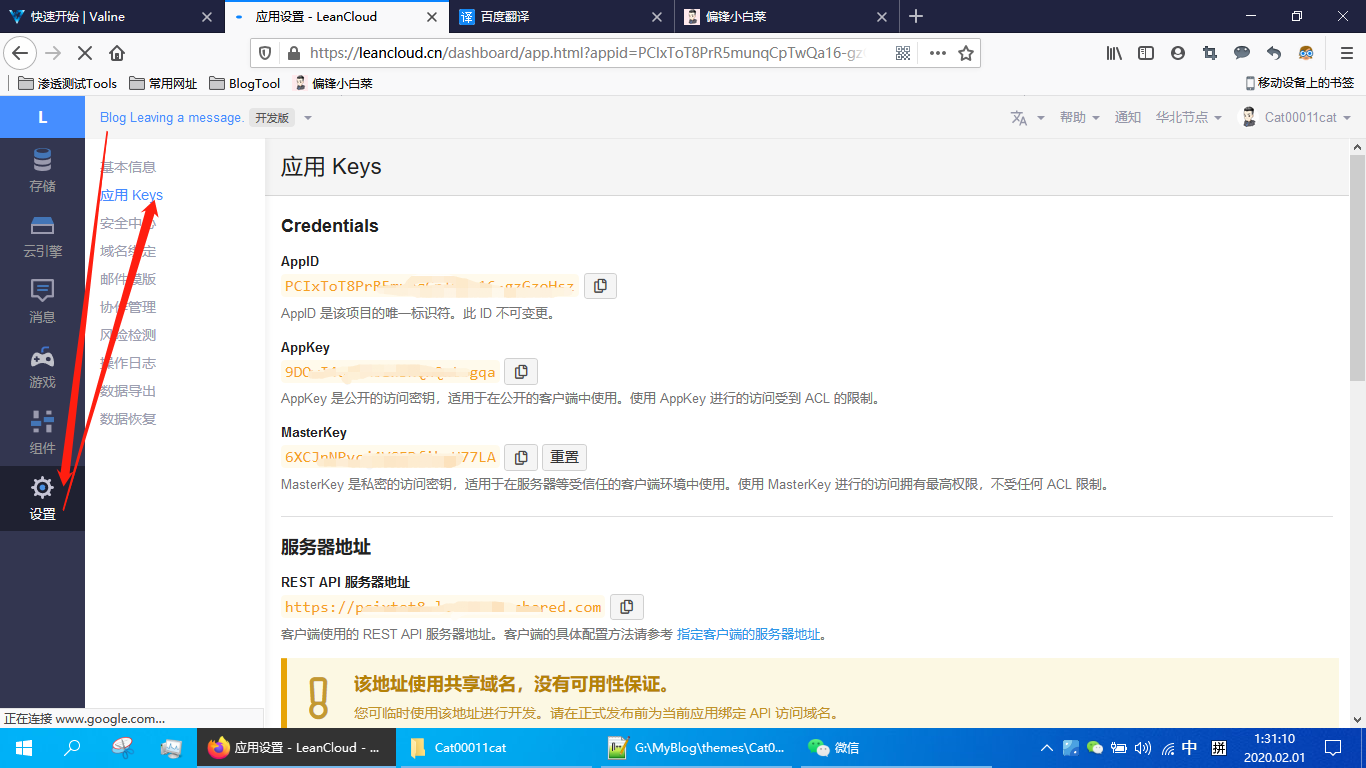 快速开始 | Valine
应用设置 - LeanCloud
百度翻译
偏锋小白菜
https://leancloud.cn/dashboard/app.html?appid=PCIxToT8PrR5munqCpTwQa16-gz
渗透测试Tools
常用网址
BlogTool
偏锋小白菜
移动设备上的书签
L
Blog Leaving a message.
开发版
帮助
通知
华北节点
Cat00011cat
存储
云引擎
消息
游戏
组件
设置
基本信息
应用 Keys
安全中心
域名绑定
邮件模版
协作管理
风险检测
操作日志
数据导出
数据恢复
应用 Keys
Credentials
AppID
AppID 是该项目的唯一标识符。此 ID 不可变更。
AppKey
AppKey 是公开的访问密钥，适用于在公开的客户端中使用。使用 AppKey 进行的访问受到 ACL 的限制。
MasterKey
重置
MasterKey 是私密的访问密钥，适用于在服务器等受信任的客户端环境中使用。使用 MasterKey 进行的访问拥有最高权限，不受任何 ACL 限制。
服务器地址
REST API 服务器地址
客户端使用的 REST API 服务器地址。客户端的具体配置方法请参考 指定客户端的服务器地址。
该地址使用共享域名，没有可用性保证。
您可临时使用该地址进行开发。请在正式发布前为当前应用绑定 API 访问域名。
正在连接 www.google.com...
应用设置 - LeanCloud - ...
Cat00011cat
G:\MyBlog\themes\Cat0...
微信
中
拼
1:31:10
2020.02.01